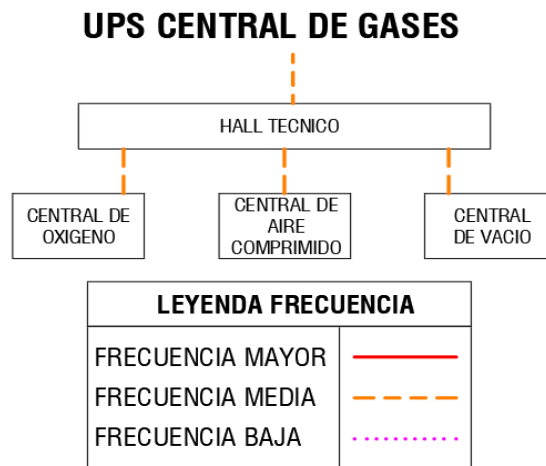 UPS CENTRAL DE GASES
HALL TECNICO
CENTRAL DE
OXIGENO
CENTRAL DE
AIRE
COMPRIMIDO
CENTRAL
DE VACIO
LEYENDA FRECUENCIA
FRECUENCIA MAYOR
FRECUENCIA MEDIA
FRECUENCIA BAJA